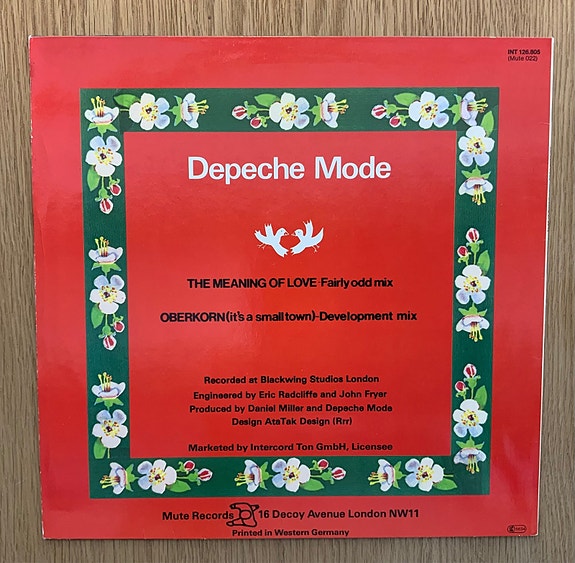 INT 126.808
(Mute 022)
Depeche Mode
THE MEANING OF LOVE-Fairly odd mix
OBERKORN (it's a small town)-Development mix
Recorded at Blackwing Studios London
Engineered by Eric Radcliffe and John Fryer
Produced by Daniel Miller and Depeche Mode
Design AtaTak Design (Rrr)
Marketed by Intercord Ton GmbH, Licensee
Mute Records 16 Decoy Avenue London NW11
Printed in Western Germany